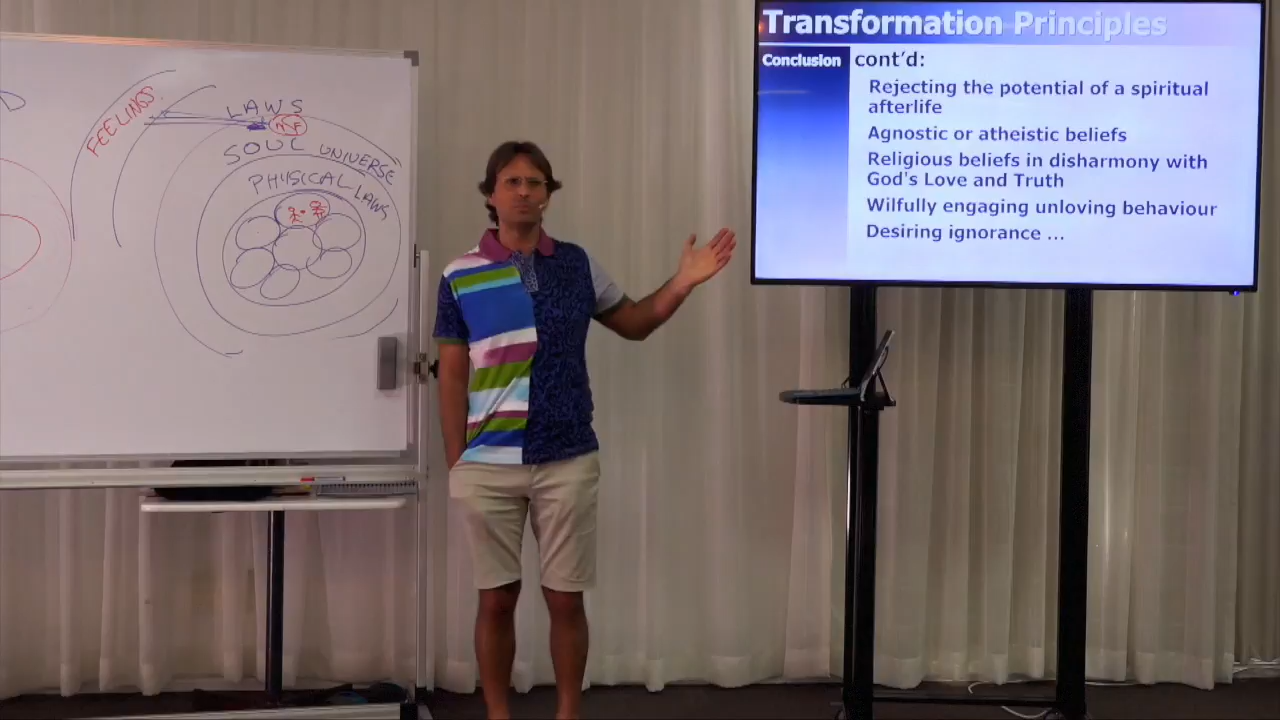 FEELINGS
LAWS
M F
SOUL UNIVERSE
PHYSICAL LAWS
Transformation Principles
Conclusion
cont'd:
Rejecting the potential of a spiritual
afterlife
Agnostic or atheistic beliefs
Religious beliefs in disharmony with
God's Love and Truth
Wilfully engaging unloving behaviour
Desiring ignorance ...